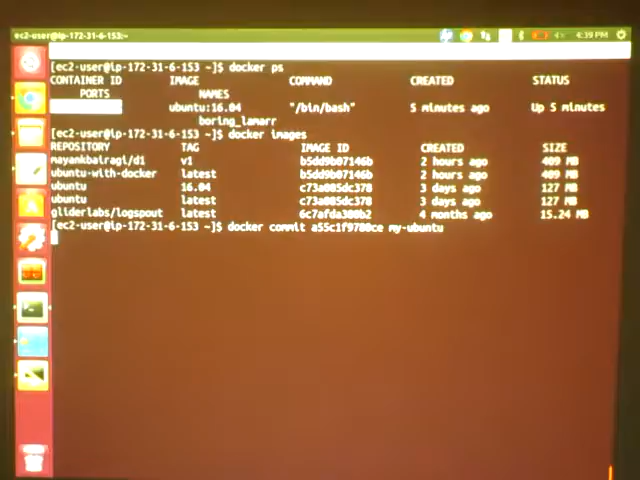 ec2-user@ip-172-31-6-153:~
4:39 PM
[ec2-user@ip-172-31-6-153 ~]$ docker ps
CONTAINER ID IMAGE COMMAND CREATED STATUS
PORTS NAMES
ubuntu:16.04 "/bin/bash" 5 minutes ago Up 5 minutes
boring_lamarr
[ec2-user@ip-172-31-6-153 ~]$ docker images
REPOSITORY TAG IMAGE ID CREATED SIZE
mayankbairagi/d1 v1 b5dd9b07146b 2 hours ago 409 MB
ubuntu-with-docker latest b5dd9b07146b 2 hours ago 409 MB
ubuntu 16.04 c73a085dc378 3 days ago 127 MB
ubuntu latest c73a085dc378 3 days ago 127 MB
gliderlabs/logspout latest 4 months ago 15.24 MB
[ec2-user@ip-172-31-6-153 ~]$ docker commit a55c1f9780ce my-ubuntu